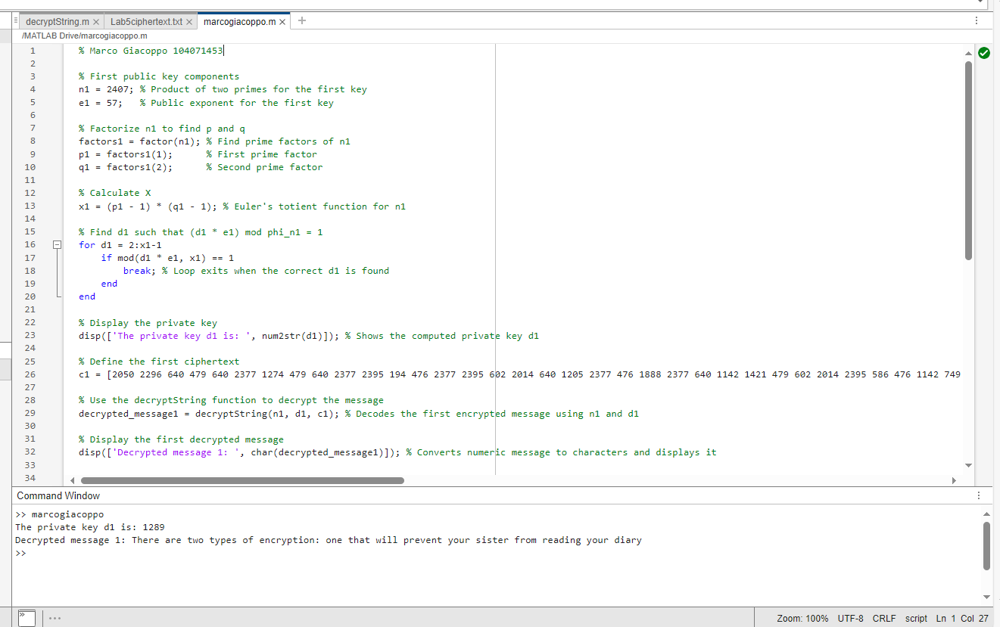 decryptString.m × Lab5ciphertext.txt × marcogiacoppo.m × +
/MATLAB Drive/marcogiacoppo.m
1 % Marco Giacoppo 104071453
2
3 % First public key components
4 n1 = 2407; % Product of two primes for the first key
5 e1 = 57;   % Public exponent for the first key
6
7 % Factorize n1 to find p and q
8 factors1 = factor(n1); % Find prime factors of n1
9 p1 = factors1(1);      % First prime factor
10 q1 = factors1(2);      % Second prime factor
11
12 % Calculate X
13 x1 = (p1 - 1) * (q1 - 1); % Euler's totient function for n1
14
15 % Find d1 such that (d1 * e1) mod phi_n1 = 1
16 for d1 = 2:x1-1
17     if mod(d1 * e1, x1) == 1
18         break; % Loop exits when the correct d1 is found
19     end
20 end
21
22 % Display the private key
23 disp(['The private key d1 is: ', num2str(d1)]); % Shows the computed private key d1
24
25 % Define the first ciphertext
26 c1 = [2050 2296 640 479 640 2377 1274 479 640 2377 2395 194 476 2377 2395 602 2014 640 1205 2377 476 1888 2377 640 1142 1421 479 602 2014 2395 586 476 1142 749
27
28 % Use the decryptString function to decrypt the message
29 decrypted_message1 = decryptString(n1, d1, c1); % Decodes the first encrypted message using n1 and d1
30
31 % Display the first decrypted message
32 disp(['Decrypted message 1: ', char(decrypted_message1)]); % Converts numeric message to characters and displays it
33
34
Command Window
>> marcogiacoppo
The private key d1 is: 1289
Decrypted message 1: There are two types of encryption: one that will prevent your sister from reading your diary
>>
Zoom: 100% UTF-8 CRLF script Ln 1 Col 27